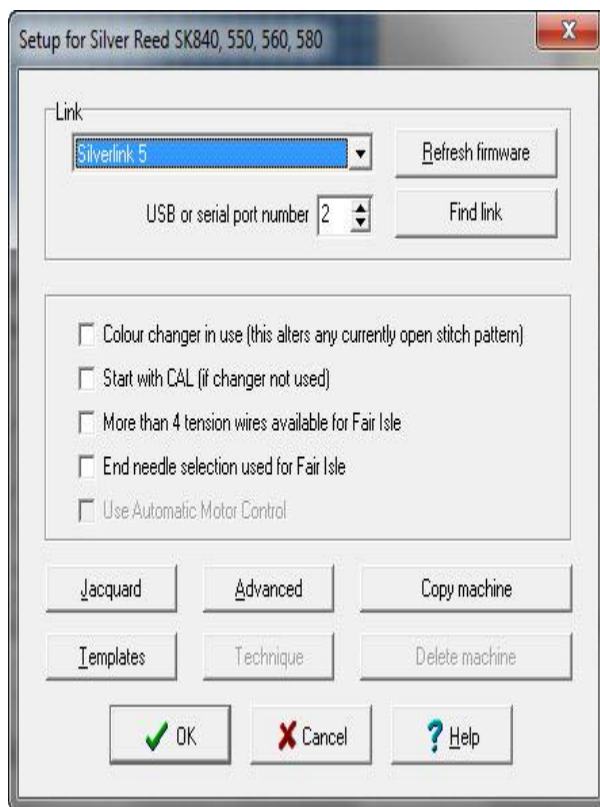 Setup for Silver Reed SK840, 550, 560, 580
X
Link
Silverlink 5
Refresh firmware
USB or serial port number 2
Find link
Colour changer in use (this alters any currently open stitch pattern)
Start with CAL (if changer not used)
More than 4 tension wires available for Fair Isle
End needle selection used for Fair Isle
Use Automatic Motor Control
Jacquard
Advanced
Copy machine
Templates
Technique
Delete machine
OK
Cancel
? Help